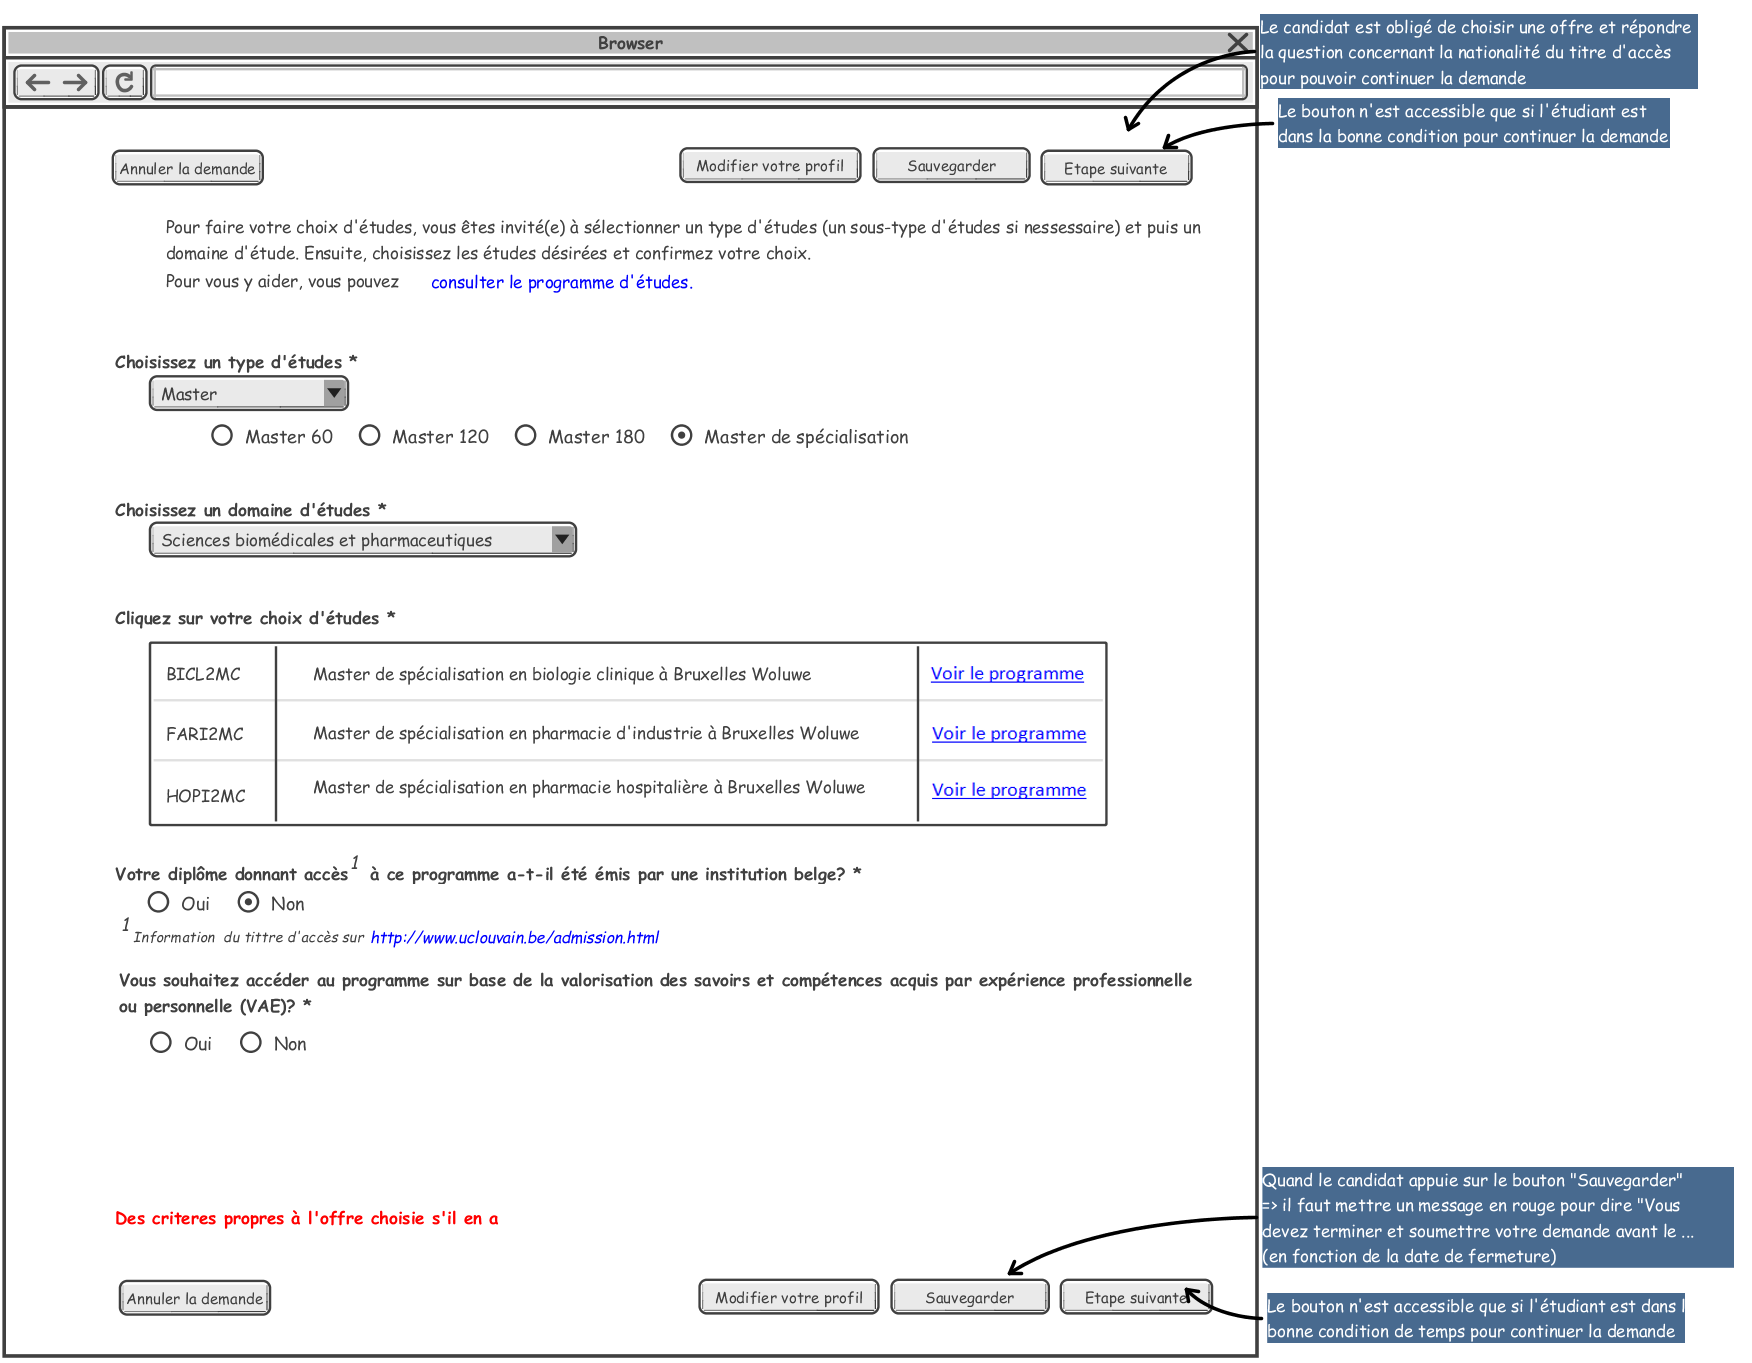 Browser
Le candidat est obligé de choisir une offre et répondre
la question concernant la nationalité du titre d'accès
pour pouvoir continuer la demande
Le bouton n'est accessible que si l'étudiant est
dans la bonne condition pour continuer la demande
Annuler la demande
Modifier votre profil
Sauvegarder
Etape suivante
Pour faire votre choix d'études, vous êtes invité(e) à sélectionner un type d'études (un sous-type d'études si nessessaire) et puis un
domaine d'étude. Ensuite, choisissez les études désirées et confirmez votre choix.
Pour vous y aider, vous pouvez consulter le programme d'études.
Choisissez un type d'études *
Master
Master 60 Master 120 Master 180 Master de spécialisation
Choisissez un domaine d'études *
Sciences biomédicales et pharmaceutiques
Cliquez sur votre choix d'études *
BICL2MC Master de spécialisation en biologie clinique à Bruxelles Woluwe Voir le programme
FARI2MC Master de spécialisation en pharmacie d'industrie à Bruxelles Woluwe Voir le programme
HOPI2MC Master de spécialisation en pharmacie hospitalière à Bruxelles Woluwe Voir le programme
Votre diplôme donnant accès 1 à ce programme a-t-il été émis par une institution belge? *
Oui Non
1 Information du tittre d'accès sur http://www.uclouvain.be/admission.html
Vous souhaitez accéder au programme sur base de la valorisation des savoirs et compétences acquis par expérience professionnelle
ou personnelle (VAE)? *
Oui Non
Des criteres propres à l'offre choisie s'il en a
Quand le candidat appuie sur le bouton "Sauvegarder"
=> il faut mettre un message en rouge pour dire "Vous
devez terminer et soumettre votre demande avant le ...
(en fonction de la date de fermeture)
Annuler la demande
Modifier votre profil
Sauvegarder
Etape suivante
Le bouton n'est accessible que si l'étudiant est dans l
bonne condition de temps pour continuer la demande